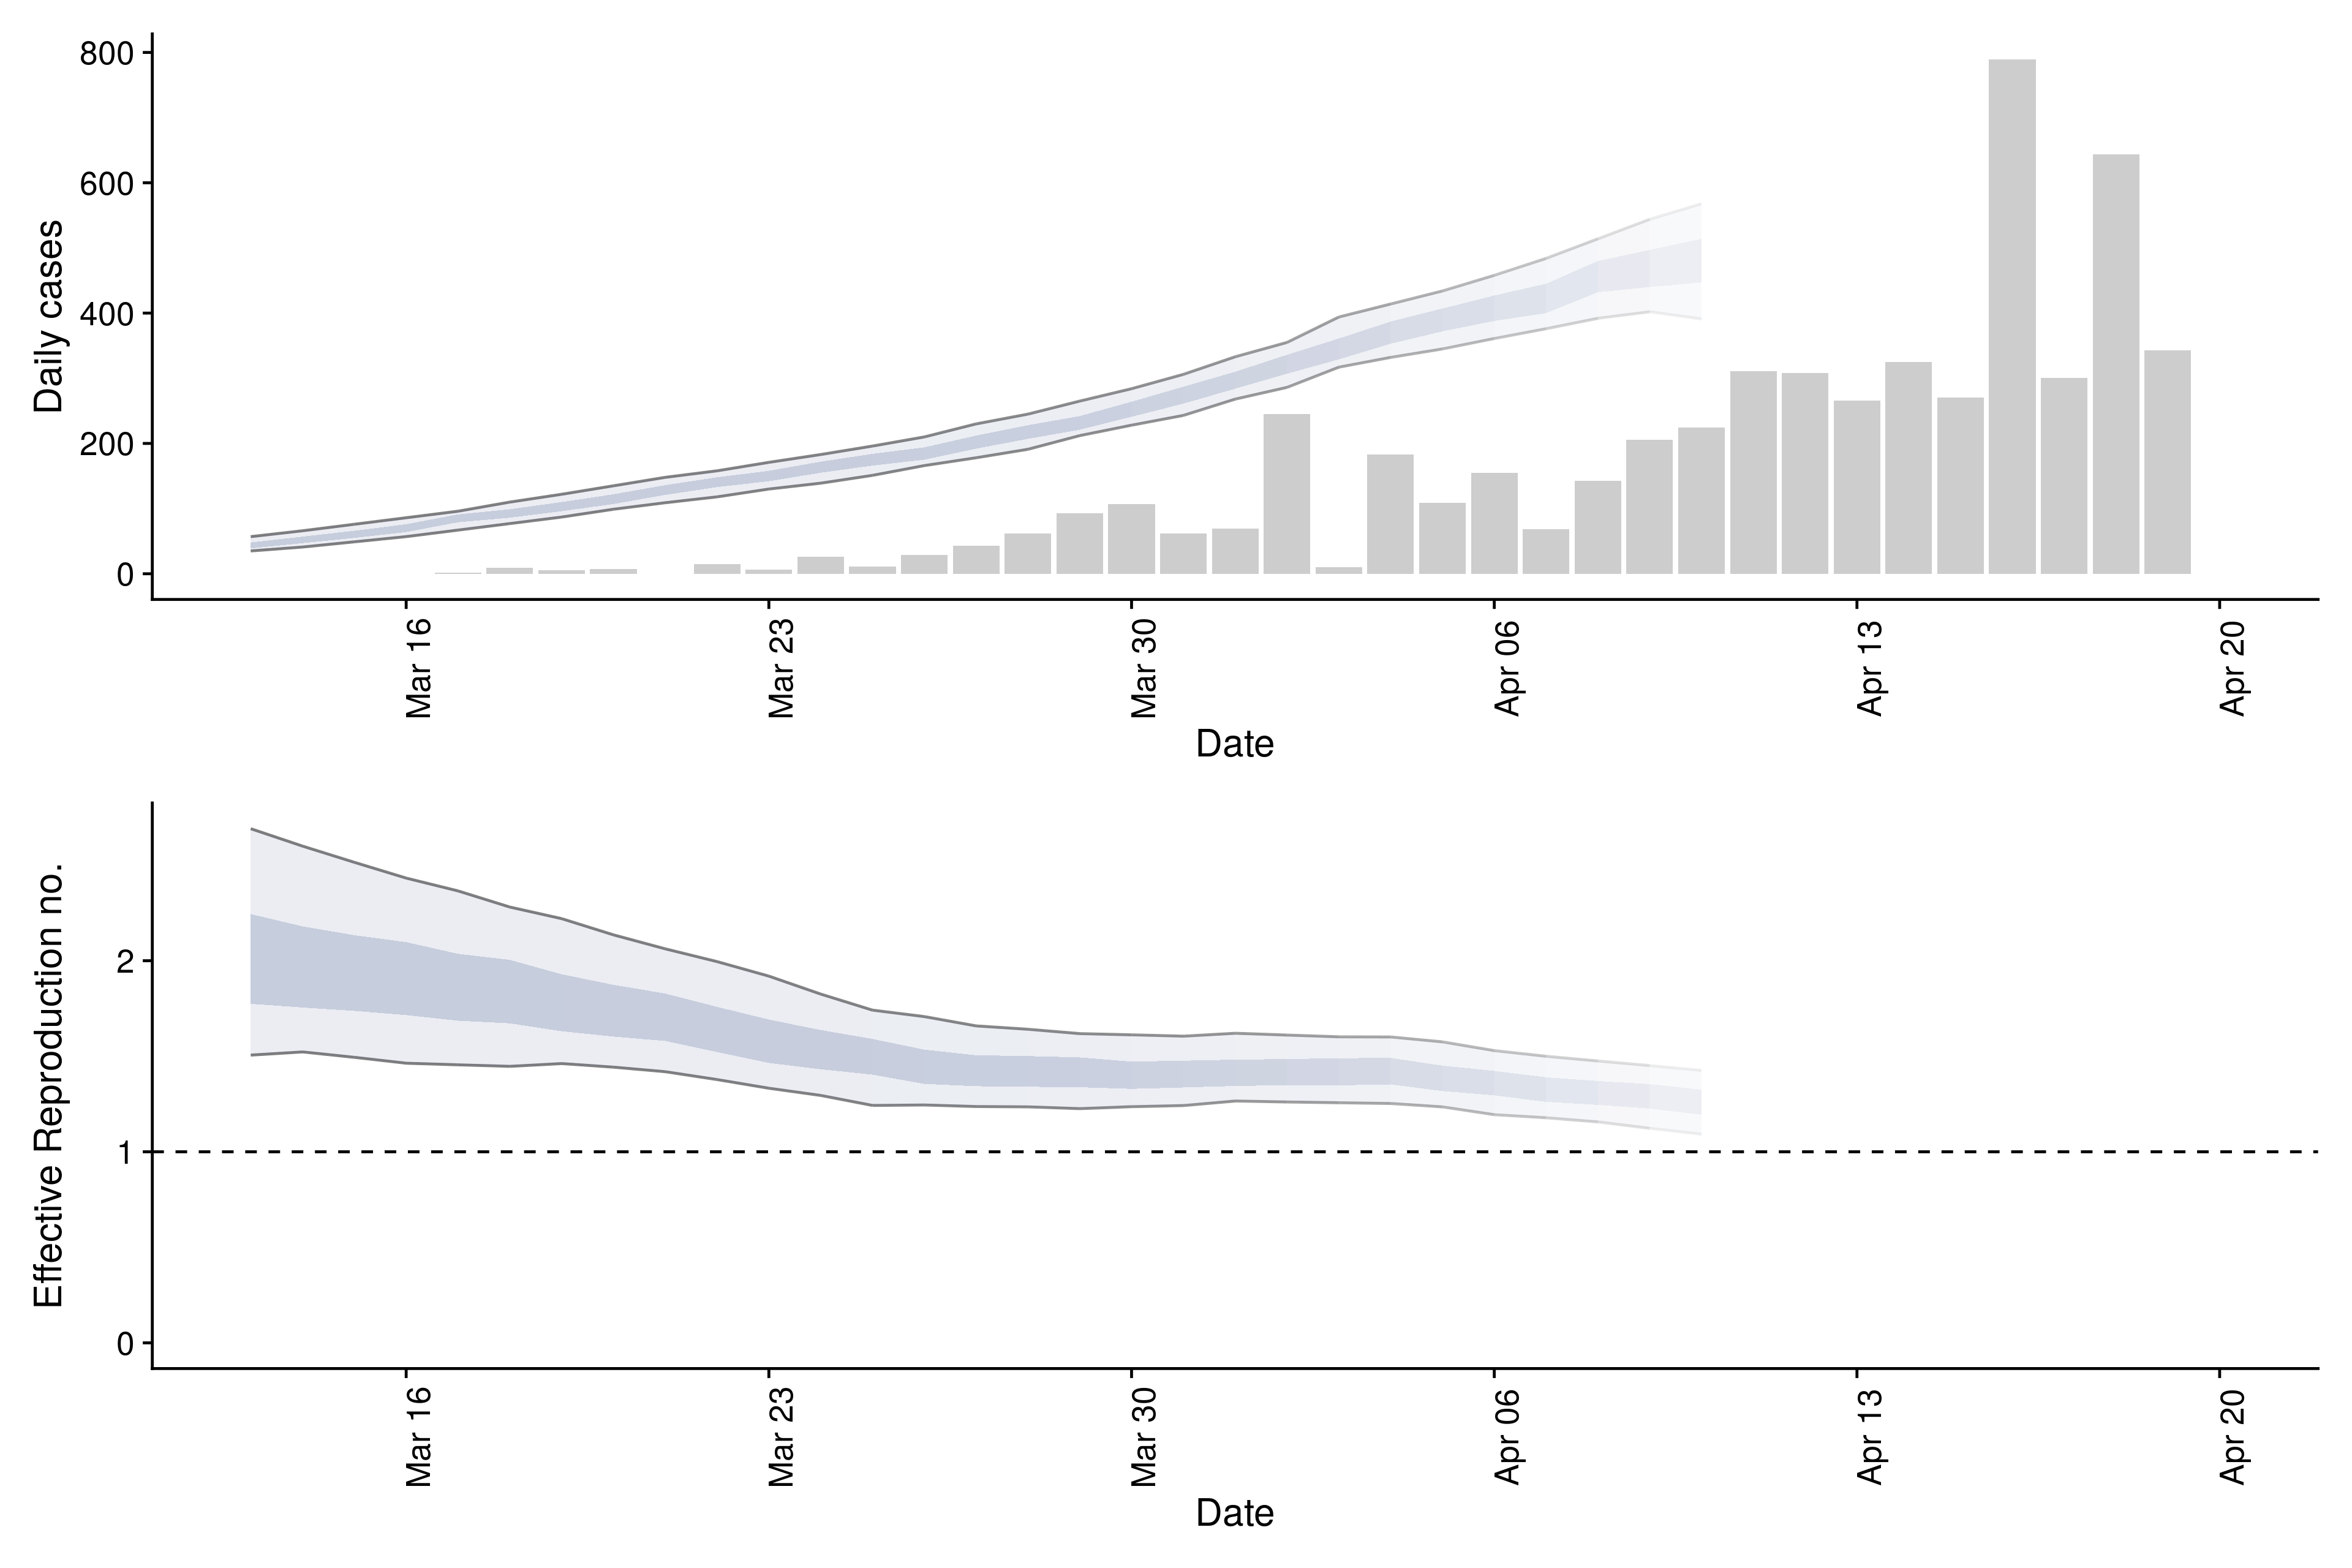 800
600
400
200
0
Daily cases
Mar 16
Mar 23
Mar 30
Apr 06
Apr 13
Apr 20
Date
2
1
0
Effective Reproduction no.
Mar 16
Mar 23
Mar 30
Apr 06
Apr 13
Apr 20
Date